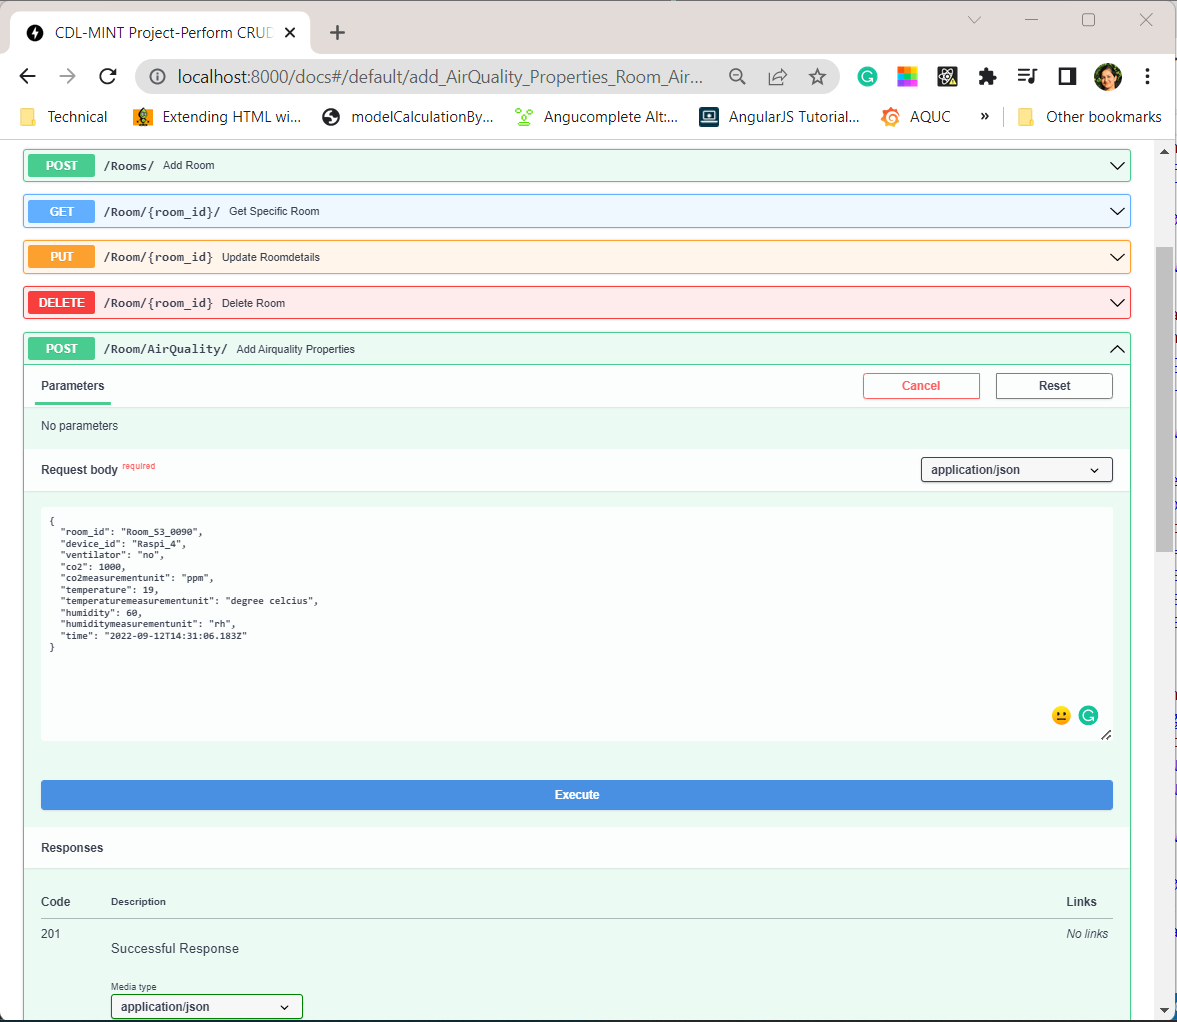 CDL-MINT Project-Perform CRUD
localhost:8000/docs#/default/add_AirQuality_Properties_Room_Air...
Technical
Extending HTML wi...
modelCalculationBy...
Angucomplete Alt:...
AngularJS Tutorial...
AQUC
»
Other bookmarks
POST /Rooms/ Add Room
GET /Room/{room_id}/ Get Specific Room
PUT /Room/{room_id} Update Roomdetails
DELETE /Room/{room_id} Delete Room
POST /Room/AirQuality/ Add Airquality Properties
Parameters
Cancel
Reset
No parameters
Request body required
application/json
{
"room_id": "Room_S3_0090",
"device_id": "Raspi_4",
"ventilator": "no",
"co2": 1000,
"co2measurementunit": "ppm",
"temperature": 19,
"temperaturemeasurementunit": "degree celcius",
"humidity": 60,
"humiditymeasurementunit": "rh",
"time": "2022-09-12T14:31:06.183Z"
}
Execute
Responses
Code Description Links
201 Successful Response No links
Media type
application/json